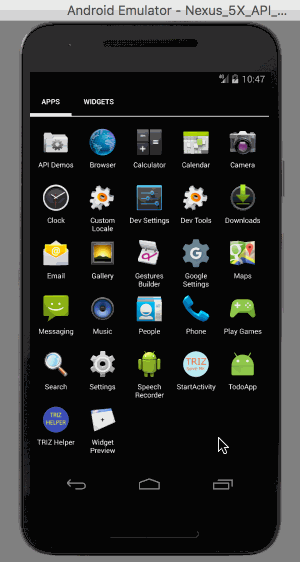 Android Emulator - Nexus_5X_API_...
10:47
APPS WIDGETS
API Demos Browser Calculator Calendar Camera
Clock Custom Locale Dev Settings Dev Tools Downloads
Email Gallery Gestures Builder Google Settings Maps
Messaging Music People Phone Play Games
TRIZ
Search Settings Speech Recorder StartActivity TodoApp
TRIZ
HELPER
TRIZ Helper Widget Preview